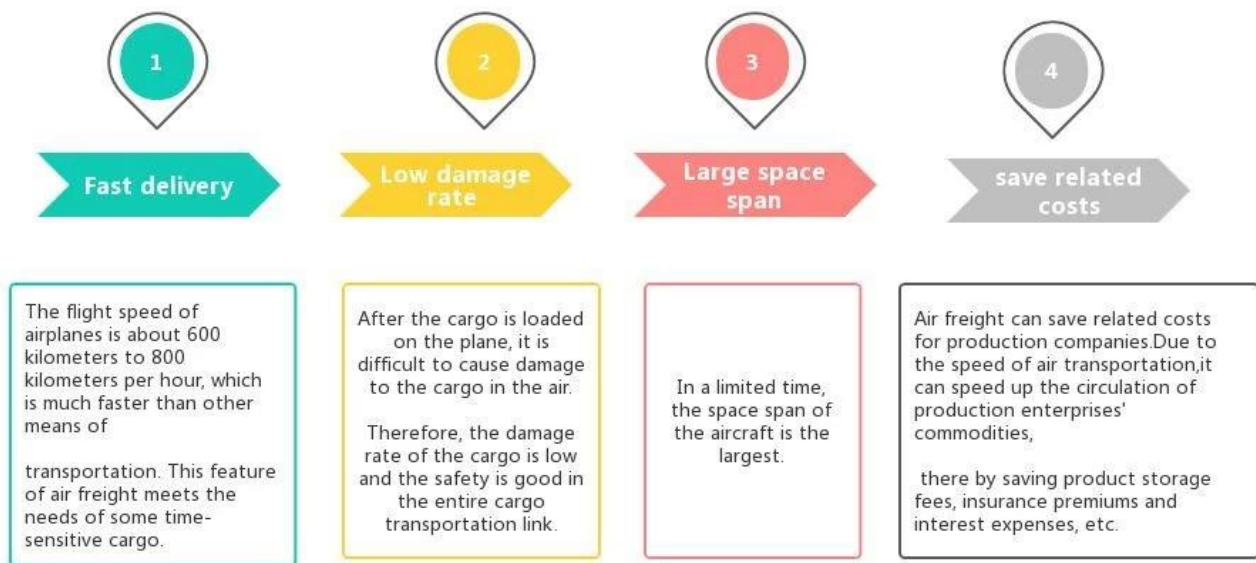 1
Fast delivery
The flight speed of
airplanes is about 600
kilometers to 800
kilometers per hour, which
is much faster than other
means of
transportation. This feature
of air freight meets the
needs of some time-
sensitive cargo.
2
Low damage
rate
After the cargo is loaded
on the plane, it is
difficult to cause damage
to the cargo in the air.
Therefore, the damage
rate of the cargo is low
and the safety is good in
the entire cargo
transportation link.
3
Large space
span
In a limited time,
the space span of
the aircraft is the
largest.
4
save related
costs
Air freight can save related costs
for production companies.Due to
the speed of air transportation,it
can speed up the circulation of
production enterprises'
commodities,
there by saving product storage
fees, insurance premiums and
interest expenses, etc.